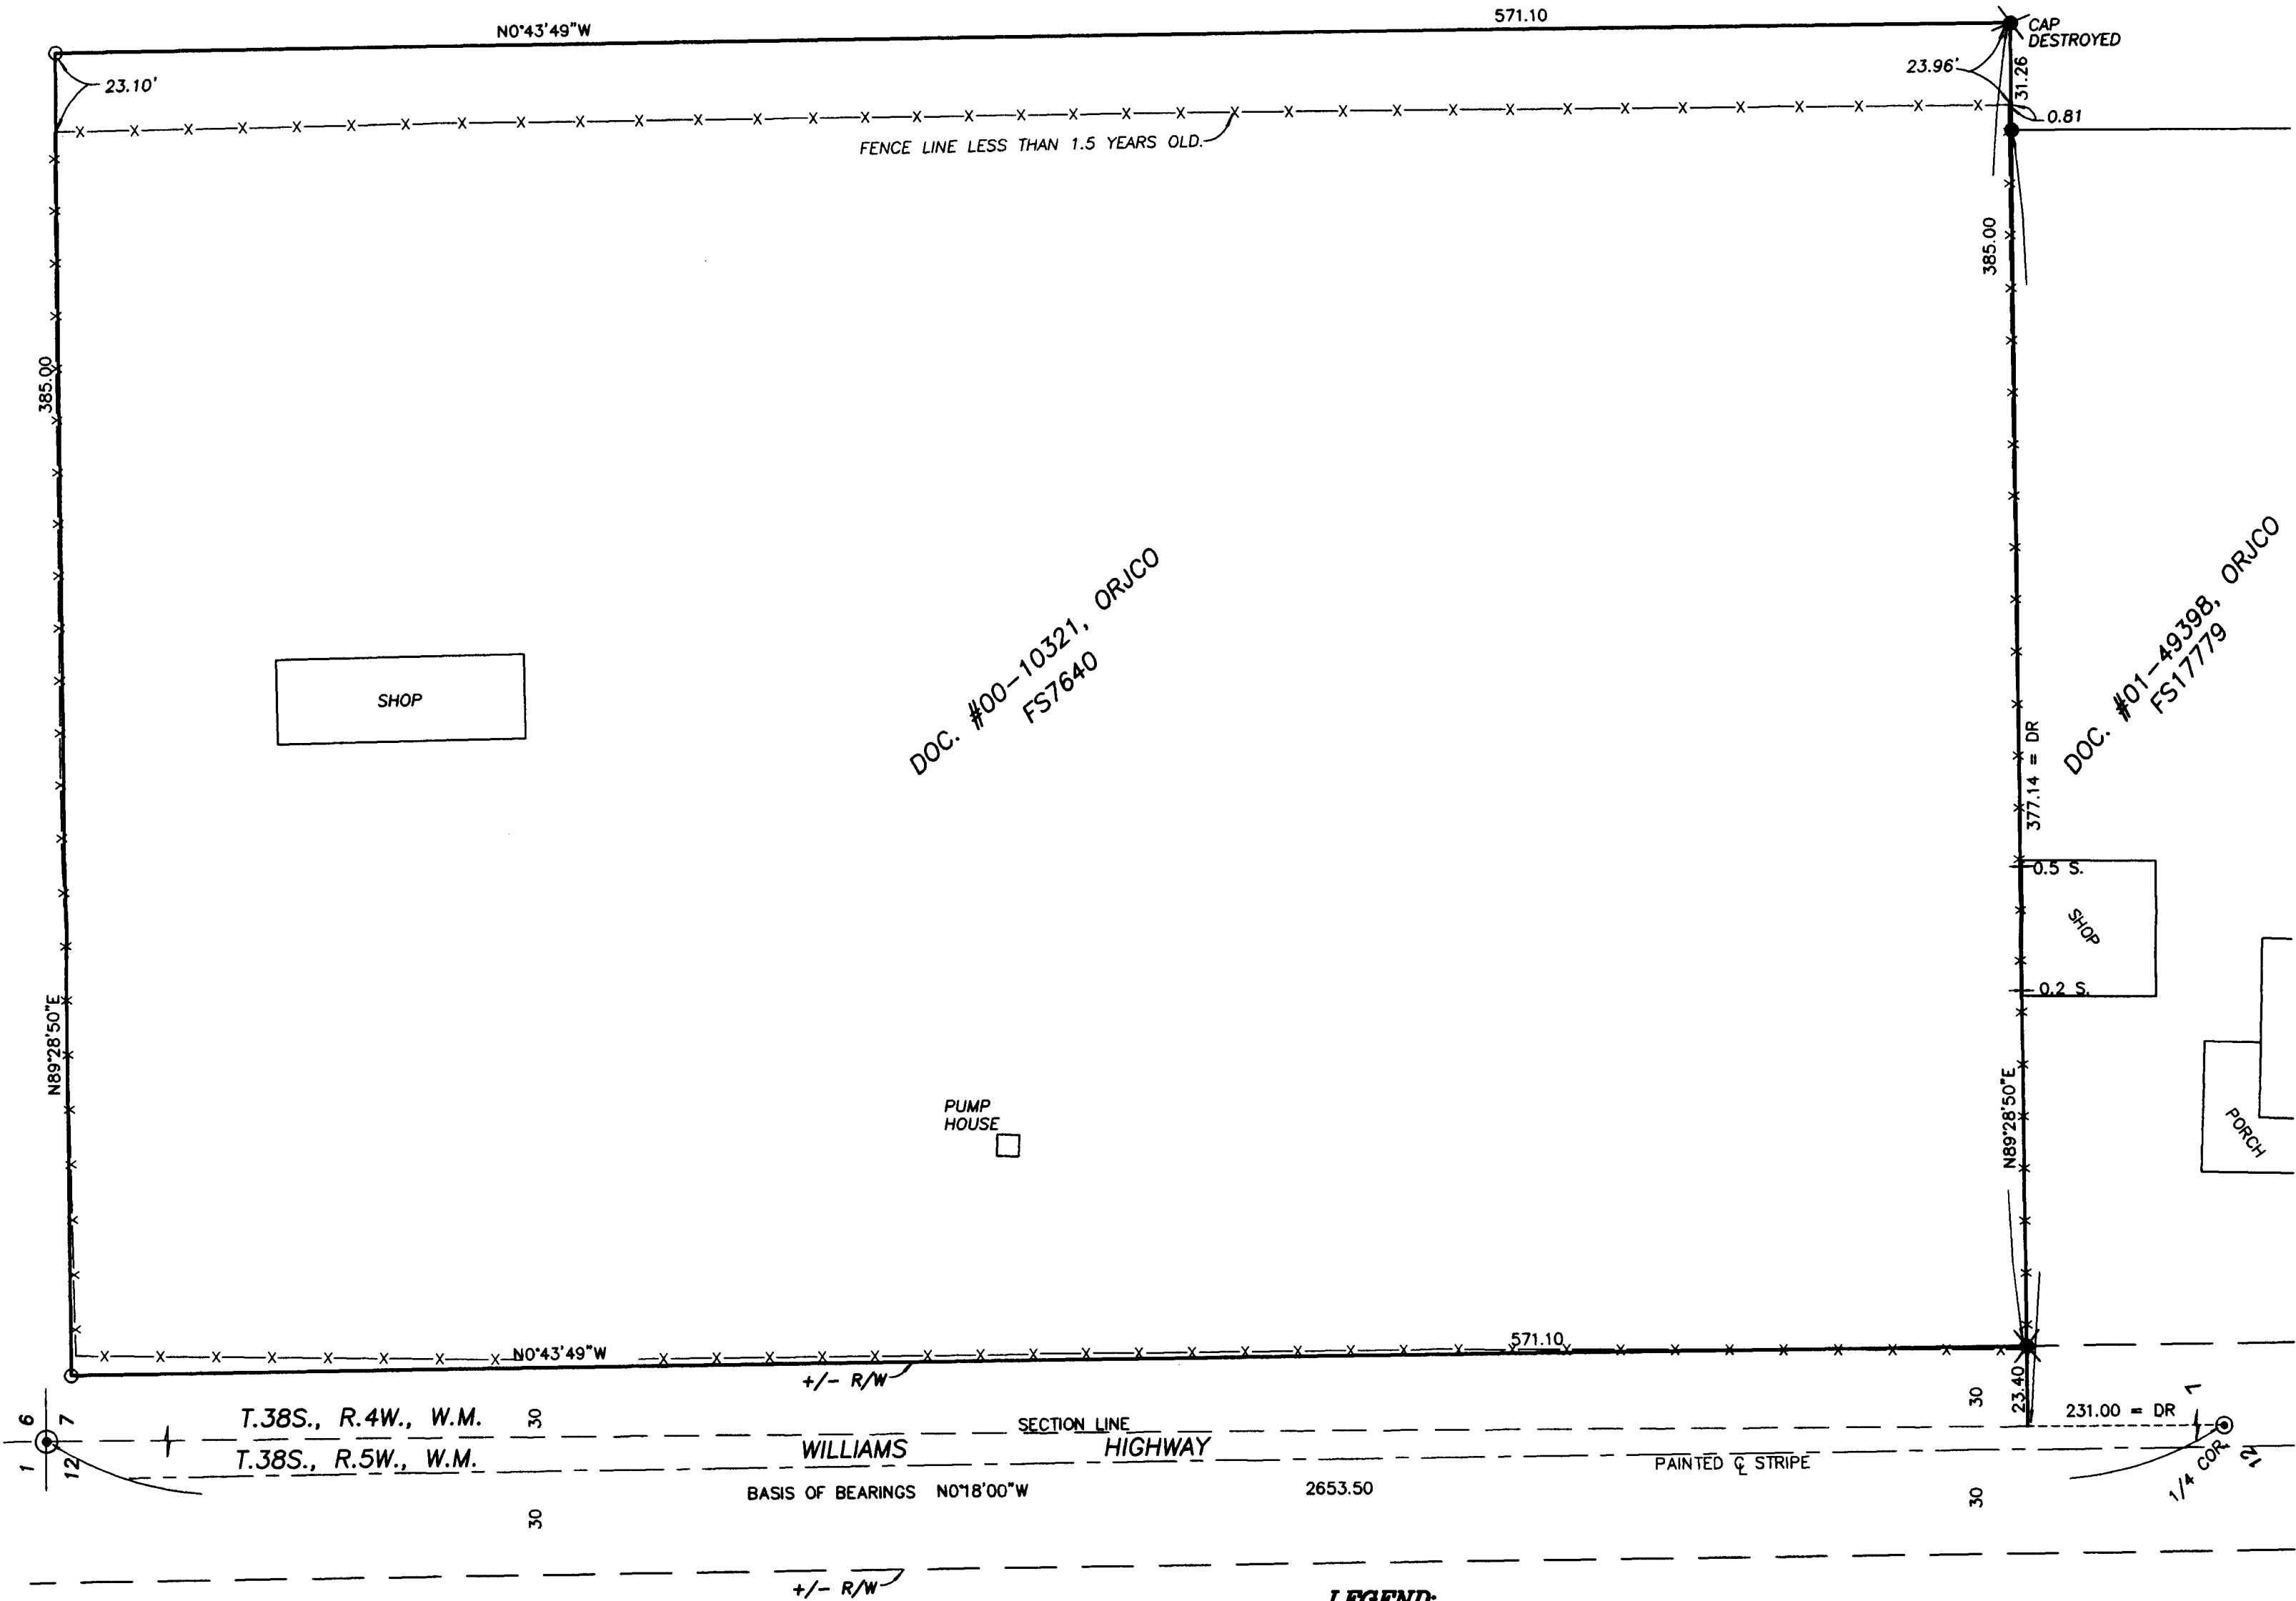 N0°43'49"W
571.10
CAP
DESTROYED
23.10'
23.96'
31.26
0.81
X X X X X X X X X X X X X X X X X X X X X X X X X X X X X X X X X X X
FENCE LINE LESS THAN 1.5 YEARS OLD.
385.00
385.00
DOC. #00-10321, ORJCO
FS7640
DOC. #01-49398, ORJCO
FS17779
SHOP
377.14 = DR
0.5 S.
SHOP
0.2 S.
N89°28'50"E
N89°28'50"E
PUMP
HOUSE
PORCH
N0°43'49"W
571.10
+/- R/W
23.40
30
30
231.00 = DR
6 7
1 12
T.38S., R.4W., W.M.
SECTION LINE
T.38S., R.5W., W.M.
WILLIAMS HIGHWAY
PAINTED ℄ STRIPE
7
12
1/4 COR.
BASIS OF BEARINGS N0°18'00"W 2653.50
30
30
+/- R/W
LEGEND: